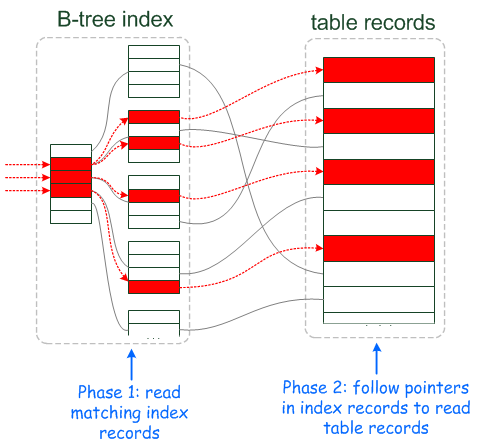 B-tree index
table records
...
. . .
Phase 1: read
matching index
records
Phase 2: follow pointers
in index records to read
table records